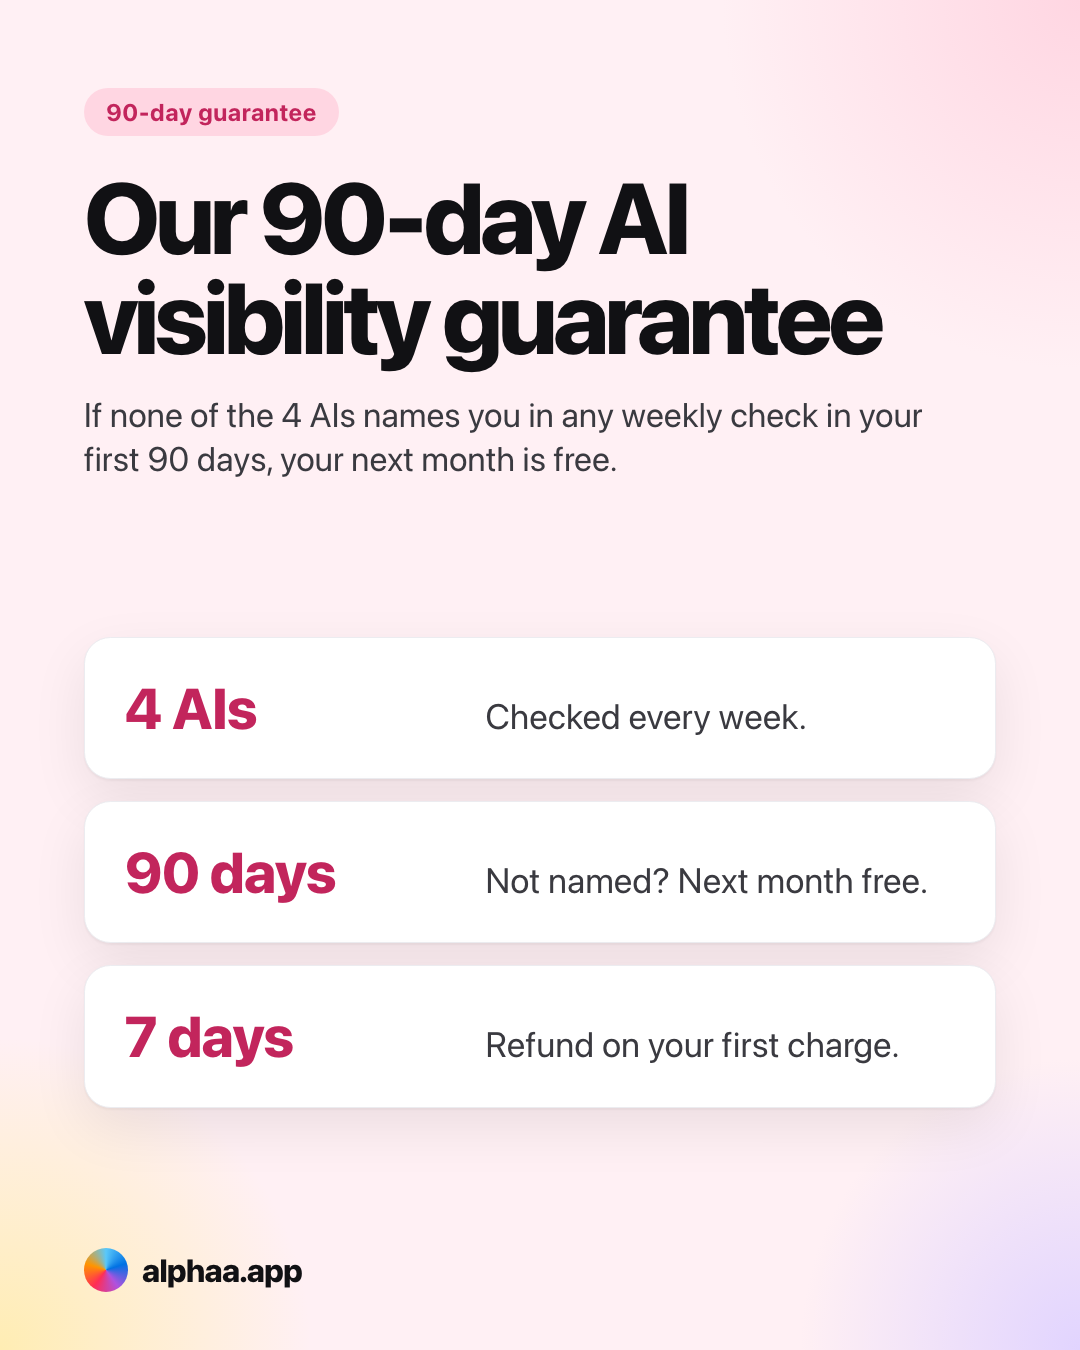 90-day guarantee
Our 90-day AI
visibility guarantee
If none of the 4 AIs names you in any weekly check in your
first 90 days, your next month is free.
4 AIs
Checked every week.
90 days
Not named? Next month free.
7 days
Refund on your first charge.
alphaa.app